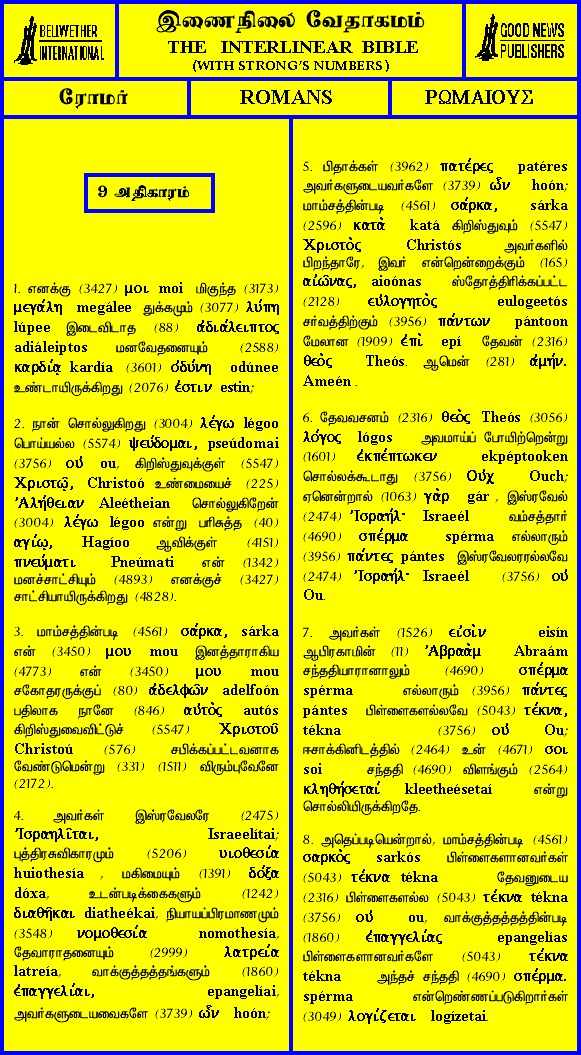 BELLWETHER
INTERNATIONAL
இணைநிலை வேதாகமம்
THE INTERLINEAR BIBLE
(WITH STRONG'S NUMBERS)
GOOD NEWS
PUBLISHERS
ரோமர்
ROMANS
ΡΩΜΑΙΟΥΣ
9 அதிகாரம்
1. எனக்கு (3427) μοι moi மிகுந்த (3173)
μεγάλη megálee துக்கமும் (3077) λύπη
lúpee இடைவிடாத (88) ἀδιάλειπτος
adiáleiptos மனவேதனையும் (2588)
καρδίᾳ kardía (3601) ὀδύνη odúnee
உண்டாயிருக்கிறது (2076) ἐστιν estin;
2. நான் சொல்லுகிறது (3004) λέγω légoo
பொய்யல்ல (5574) ψεύδομαι, pseúdomai
(3756) οὐ ou, கிறிஸ்துவுக்குள் (5547)
Χριστῷ, Christoó உண்மையைச் (225)
Ἀλήθειαν Aleétheian சொல்லுகிறேன்
(3004) λέγω légoo என்று பரிசுத்த (40)
αγίῳ, Hagíoo ஆவிக்குள் (4151)
πνεύματι Pneúmati என் (1342)
மனச்சாட்சியும் (4893) எனக்குச் (3427)
சாட்சியாயிருக்கிறது (4828).
3. மாம்சத்தின்படி (4561) σάρκα, sárka
என் (3450) μου mou இனத்தாராகிய
(4773) என் (3450) μου mou
சகோதரருக்குப் (80) ἀδελφῶν adelfoón
பதிலாக நானே (846) αὐτὸς autós
கிறிஸ்துவைவிட்டுச் (5547) Χριστοῦ
Christoú (576) சபிக்கப்பட்டவனாக
வேண்டுமென்று (331) (1511) விரும்புவேனே
(2172).
4. அவர்கள் இஸ்ரவேலரே (2475)
Ἰσραηλῖται, Israeelítai;
புத்திரசுவிகாரமும் (5206) υιοθεσία
huiothesía , மகிமையும் (1391) δόξα
dóxa, உடன்படிக்கைகளும் (1242)
διαθῆκαι diatheékai, நியாயப்பிரமாணமும்
(3548) νομοθεσία nomothesía,
தேவாராதனையும் (2999) λατρεία
latreía, வாக்குத்தத்தங்களும் (1860)
ἐπαγγελίαι, epangelíai,
அவர்களுடையவைகளே (3739) ὧν hoón;
5. பிதாக்கள் (3962) πατέρες patéres
அவர்களுடையவர்களே (3739) ὧν hoón;
மாம்சத்தின்படி (4561) σάρκα, sárka
(2596) κατὰ katá கிறிஸ்துவும் (5547)
Χριστὸς Christós அவர்களில்
பிறந்தாரே, இவர் என்றென்றைக்கும் (165)
αἰῶνας, aioónas ஸ்தோத்திரிக்கப்பட்ட
(2128) εὐλογητὸς eulogeetós
சர்வத்திற்கும் (3956) πάντων pántoon
மேலான (1909) ἐπὶ epí தேவன் (2316)
θεὸς Theós. ஆமென் (281) ἀμήν.
Ameén .
6. தேவவசனம் (2316) θεὸς Theós (3056)
λόγος lógos அவமாய்ப் போயிற்றென்று
(1601) ἐκπέπτωκεν ekpéptooken
சொல்லக்கூடாது (3756) Οὐχ Ouch;
ஏனென்றால் (1063) γὰρ gár , இஸ்ரவேல்
(2474) Ἰσραήλ· Israeél வம்சத்தார்
(4690) σπέρμα spérma எல்லாரும்
(3956) πάντες pántes இஸ்ரவேலரரல்லவே
(2474) Ἰσραήλ· Israeél (3756) οὐ
Ou.
7. அவர்கள் (1526) εἰσὶν eisín
ஆபிரகாமின் (11) Ἀβραὰμ Abraám
சந்ததியாரானாலும் (4690) σπέρμα
spérma எல்லாரும் (3956) πάντες
pántes பிள்ளைகளல்லவே (5043) τέκνα,
tékna (3756) οὐ Ou;
ஈசாக்கினிடத்தில் (2464) உன் (4671) σοι
soi சந்ததி (4690) விளங்கும் (2564)
κληθήσεταί kleetheésetaí என்று
சொல்லியிருக்கிறதே.
8. அதெப்படியென்றால், மாம்சத்தின்படி (4561)
σαρκὸς sarkós பிள்ளைகளானவர்கள்
(5043) τέκνα tékna தேவனுடைய
(2316) பிள்ளைகளல்ல (5043) τέκνα tékna
(3756) οὐ ou, வாக்குத்தத்தத்தின்படி
(1860) ἐπαγγελίας epangelías
பிள்ளைகளானவர்களே (5043) τέκνα
tékna அந்தச் சந்ததி (4690) σπέρμα.
spérma என்றெண்ணப்படுகிறார்கள்
(3049) λογίζεται logízetai.